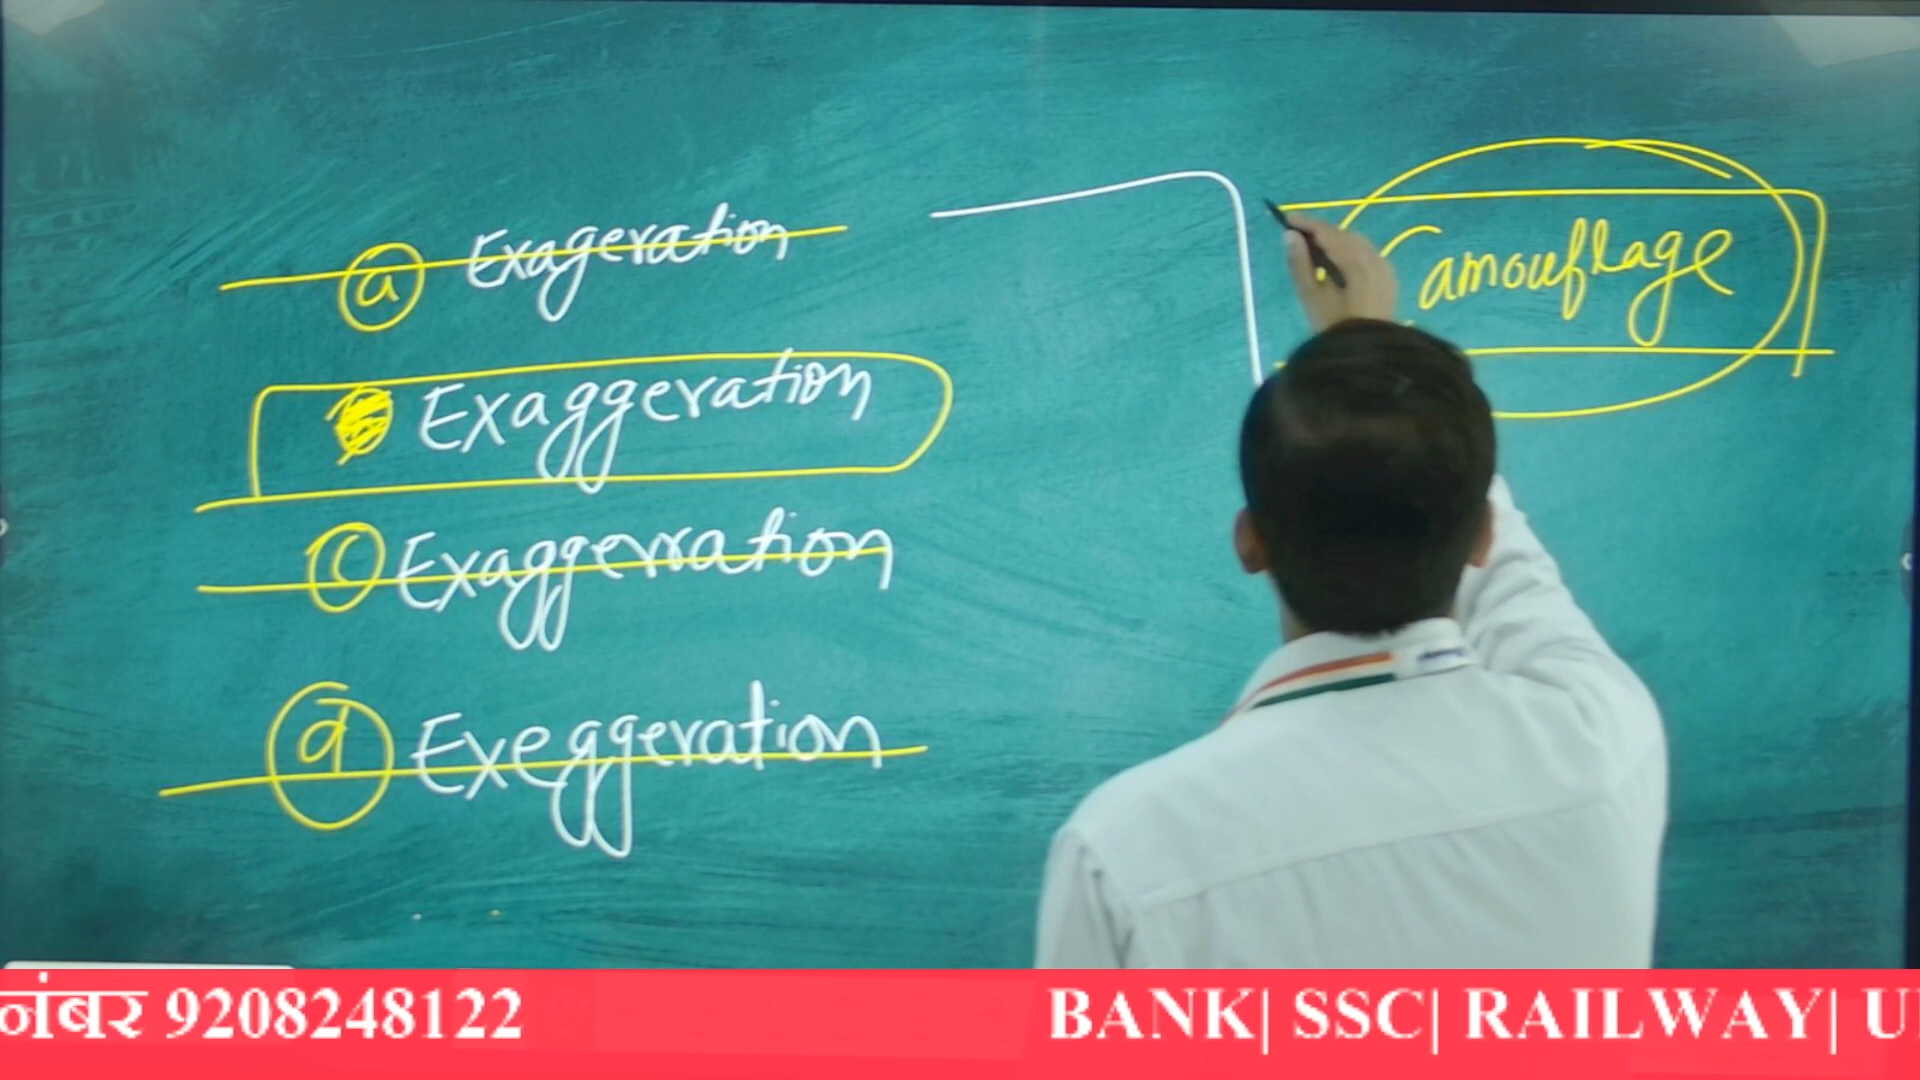 a Exageration
Exaggeration
c Exaggerration
d Exeggeration
Camouflage
नंबर 9208248122
BANK| SSC| RAILWAY|